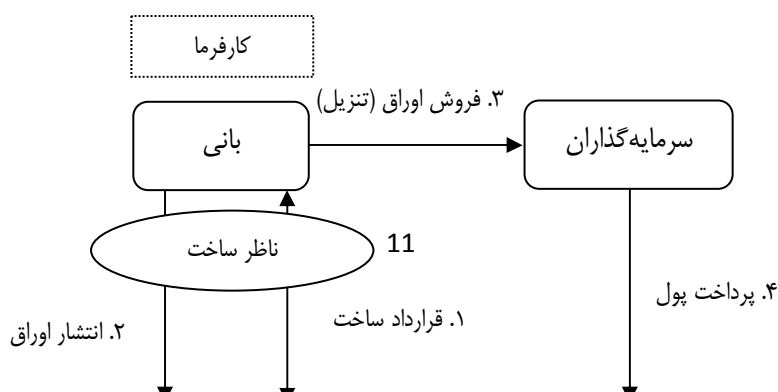 کارفرما
۳. فروش اوراق (تنزیل)
بانی
سرمایه‌گذاران
ناظر ساخت
11
۴. پرداخت پول
۱. قرارداد ساخت
۲. انتشار اوراق